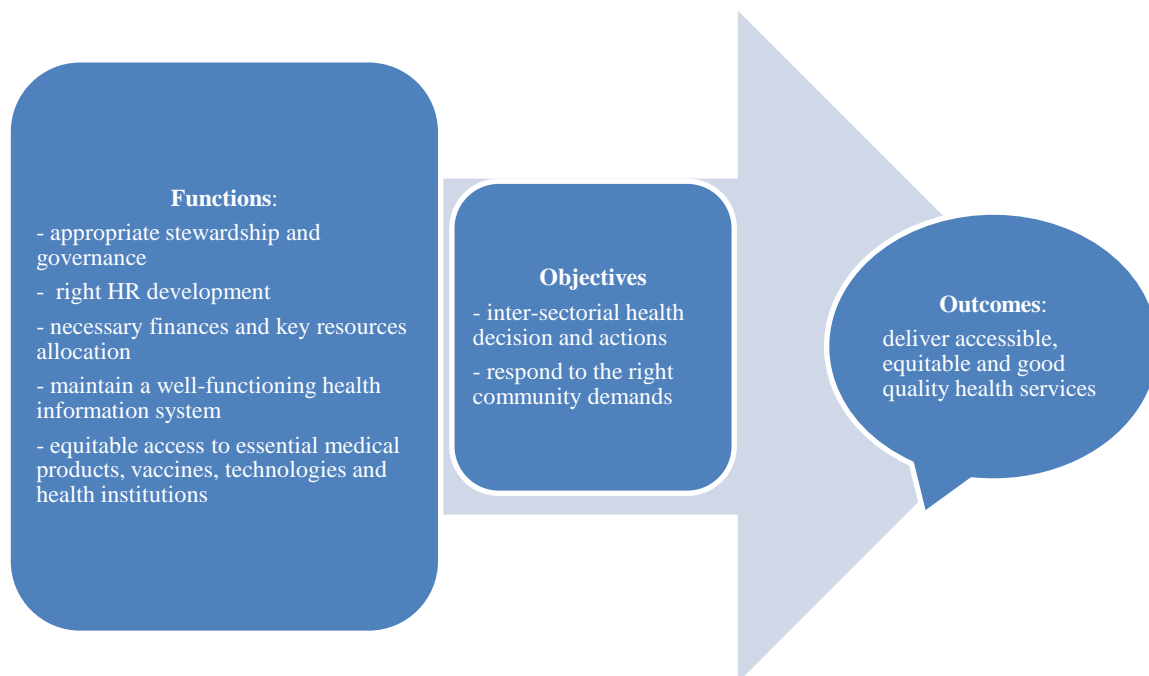 Functions:
- appropriate stewardship and
governance
- right HR development
- necessary finances and key resources
allocation
- maintain a well-functioning health
information system
- equitable access to essential medical
products, vaccines, technologies and
health institutions
Objectives
- inter-sectorial health
decision and actions
- respond to the right
community demands
Outcomes:
deliver accessible,
equitable and good
quality health services